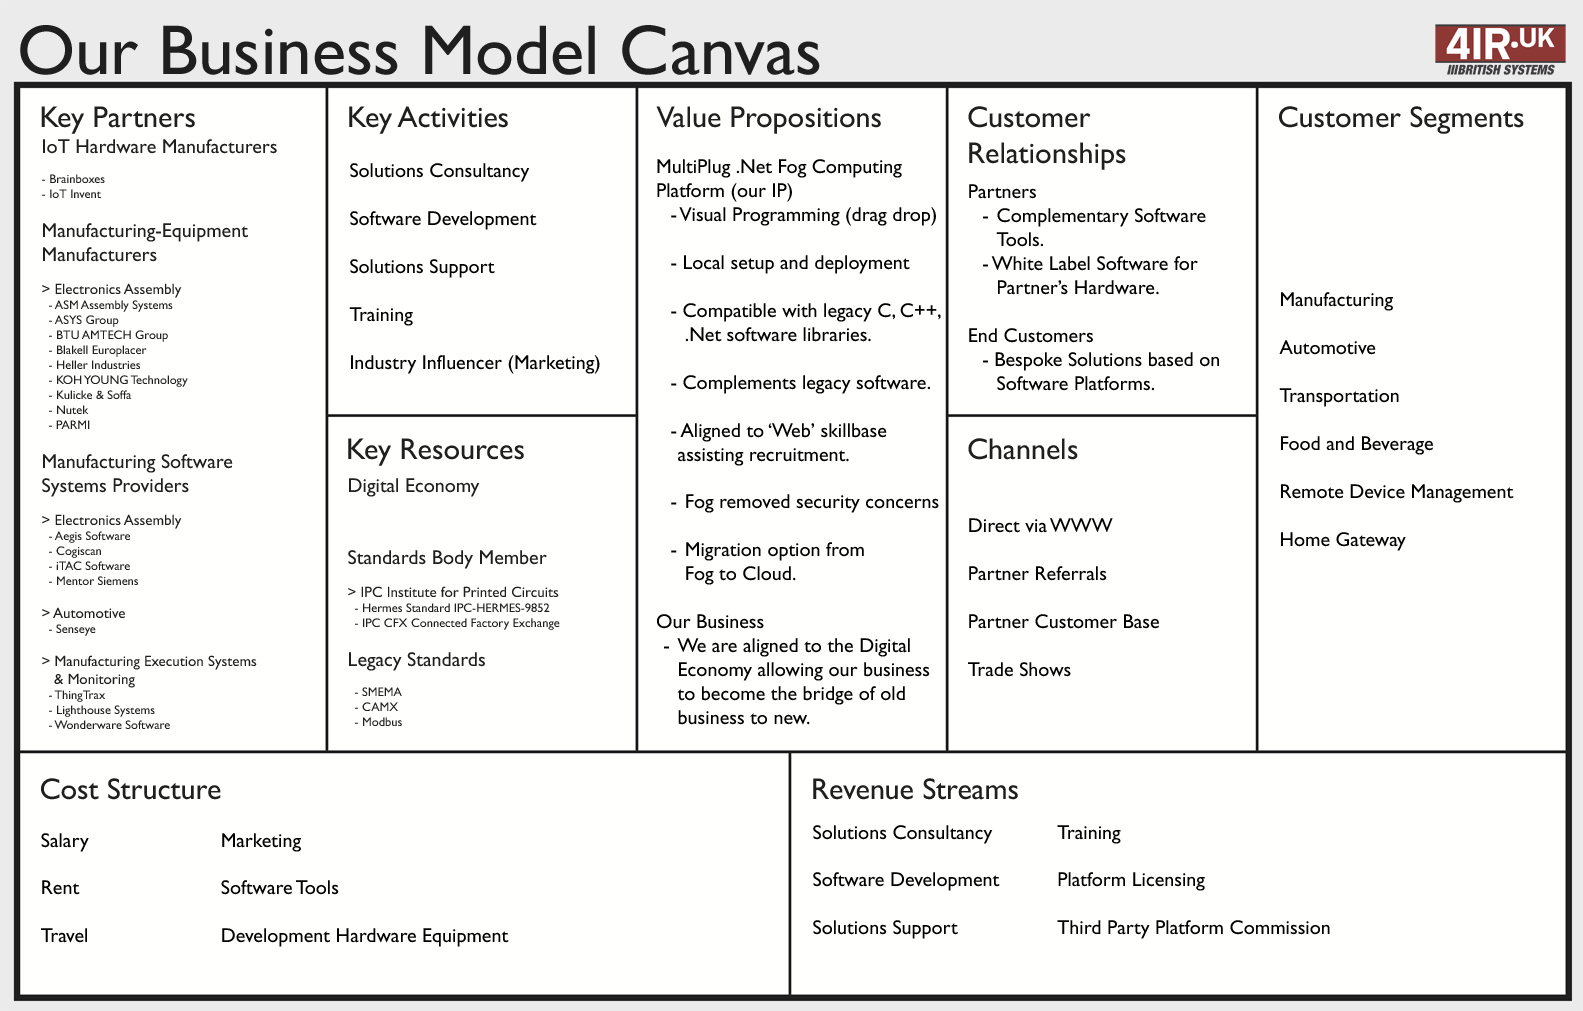 Our Business Model Canvas
4IR.UK
BRITISH SYSTEMS
Key Partners
IoT Hardware Manufacturers
- Brainboxes
- IoT Invent
Manufacturing-Equipment
Manufacturers
> Electronics Assembly
- ASM Assembly Systems
- ASYS Group
- BTU AMTECH Group
- Blakell Europlacer
- Heller Industries
- KOH YOUNG Technology
- Kulicke & Soffa
- Nutek
- PARMI
Manufacturing Software
Systems Providers
> Electronics Assembly
- Aegis Software
- Cogiscan
- iTAC Software
- Mentor Siemens
> Automotive
- Senseye
> Manufacturing Execution Systems
& Monitoring
- ThingTrax
- Lighthouse Systems
- Wonderware Software
Key Activities
Solutions Consultancy
Software Development
Solutions Support
Training
Industry Influencer (Marketing)
Key Resources
Digital Economy
Standards Body Member
> IPC Institute for Printed Circuits
- Hermes Standard IPC-HERMES-9852
- IPC CFX Connected Factory Exchange
Legacy Standards
- SMEMA
- CAMX
- Modbus
Value Propositions
MultiPlug .Net Fog Computing
Platform (our IP)
- Visual Programming (drag drop)
- Local setup and deployment
- Compatible with legacy C, C++,
.Net software libraries.
- Complements legacy software.
- Aligned to ‘Web’ skillbase
assisting recruitment.
- Fog removed security concerns
- Migration option from
Fog to Cloud.
Our Business
- We are aligned to the Digital
Economy allowing our business
to become the bridge of old
business to new.
Customer
Relationships
Partners
- Complementary Software
Tools.
- White Label Software for
Partner’s Hardware.
End Customers
- Bespoke Solutions based on
Software Platforms.
Channels
Direct via WWW
Partner Referrals
Partner Customer Base
Trade Shows
Customer Segments
Manufacturing
Automotive
Transportation
Food and Beverage
Remote Device Management
Home Gateway
Cost Structure
Salary
Rent
Travel
Marketing
Software Tools
Development Hardware Equipment
Revenue Streams
Solutions Consultancy
Software Development
Solutions Support
Training
Platform Licensing
Third Party Platform Commission